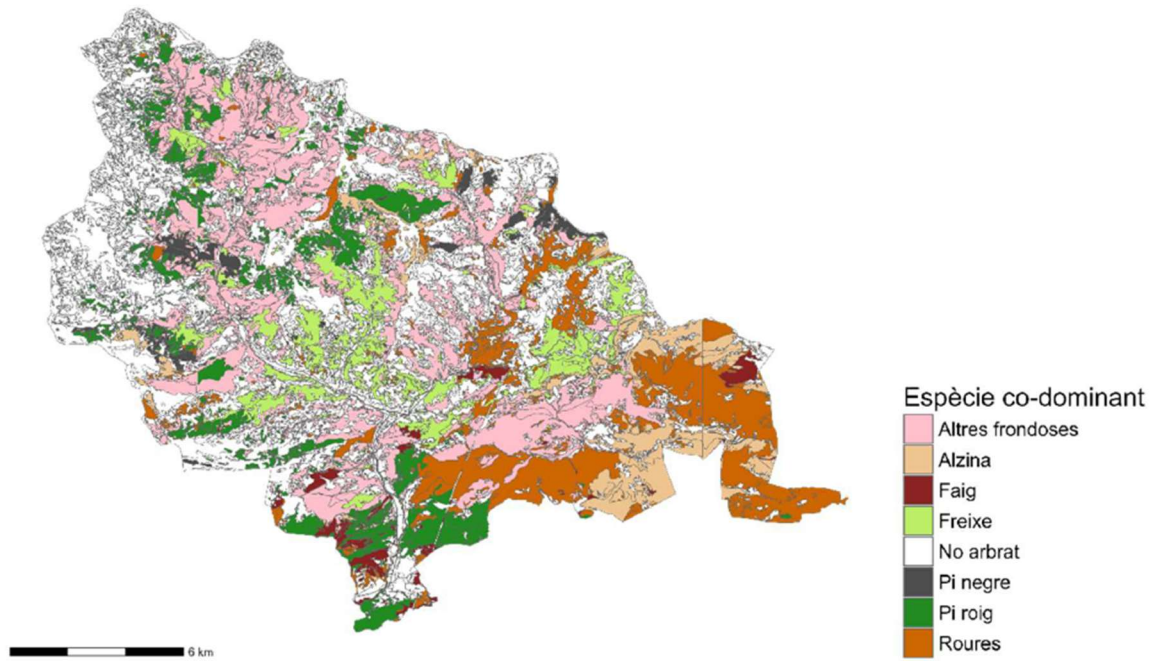 Espècie co-dominant
Altres frondoses
Alzina
Faig
Freixe
No arbrat
Pi negre
Pi roig
Roures
6 km